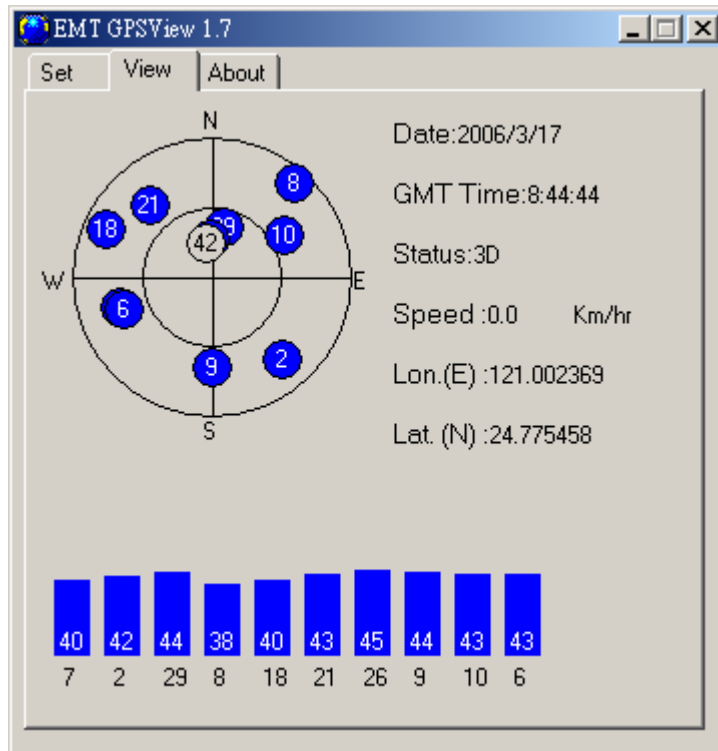 EMT GPSView 1.7
Set View About
N
8
21
29
18
10
42
W
E
6
9
2
S
Date:2006/3/17
GMT Time:8:44:44
Status:3D
Speed :0.0 Km/hr
Lon.(E) :121.002369
Lat. (N) :24.775458
40 42 44 38 40 43 45 44 43 43
7 2 29 8 18 21 26 9 10 6